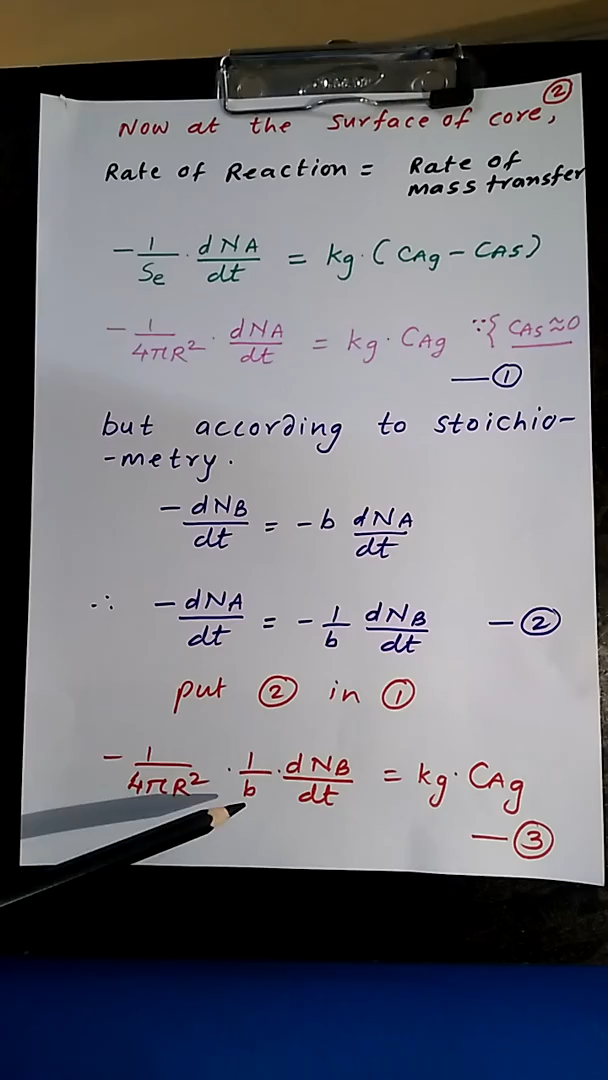 ②
Now at the surface of core,
Rate of Reaction = Rate of mass transfer
- 1/Se · dNA/dt = kg · (CAg - CAS)
- 1/4πR² · dNA/dt = kg · CAg ∵{ CAs ≈ 0
— ①
but according to stoichio-
-metry.
- dNB/dt = - b dNA/dt
∴ - dNA/dt = - 1/b dNB/dt — ②
put ② in ①
- 1/4πR² · 1/b · dNB/dt = kg · CAg
— ③